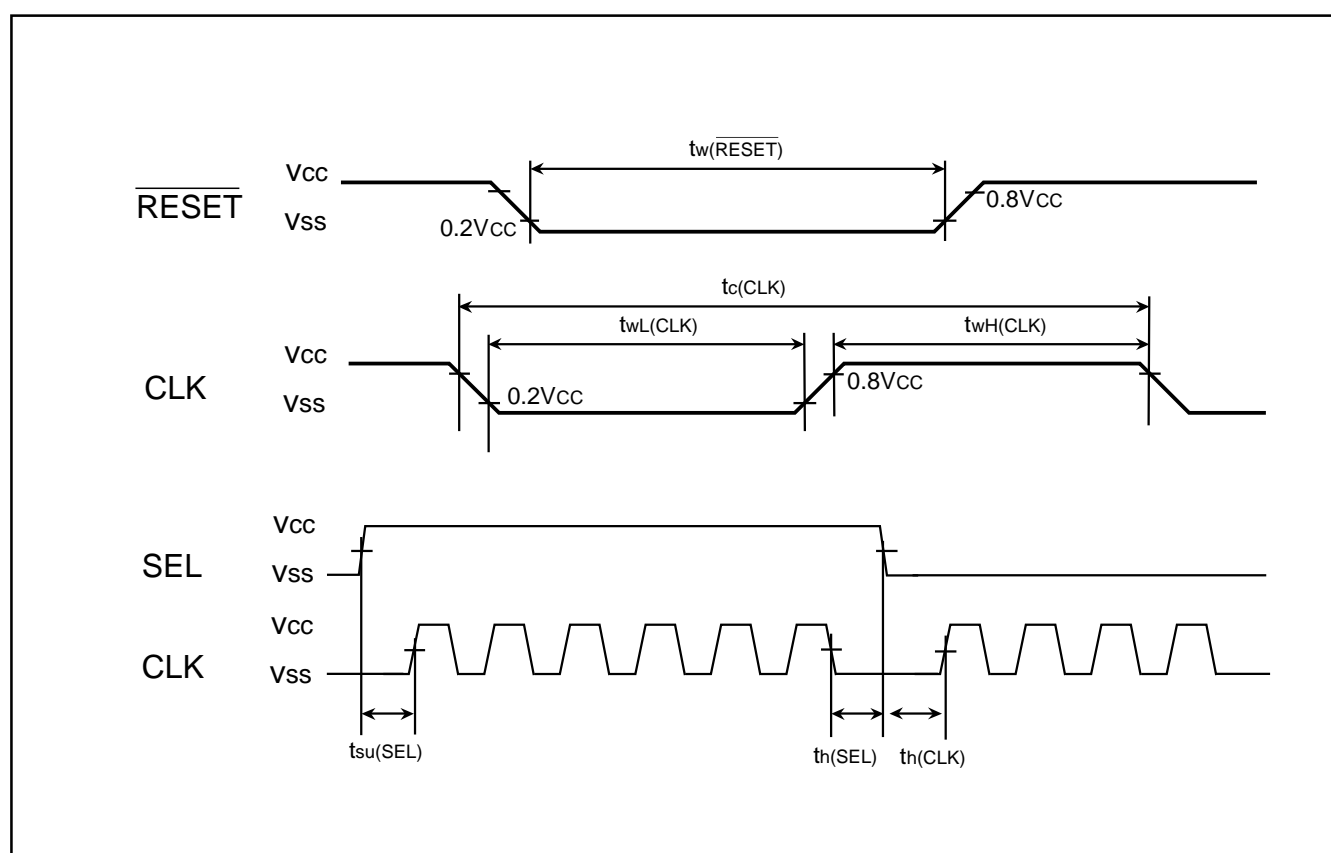 tw(RESET)
VCC
RESET
VSS
0.2VCC
0.8VCC
tc(CLK)
twL(CLK)
twH(CLK)
VCC
CLK
VSS
0.2VCC
0.8VCC
VCC
SEL
VSS
VCC
CLK
VSS
tsu(SEL)
th(SEL)
th(CLK)